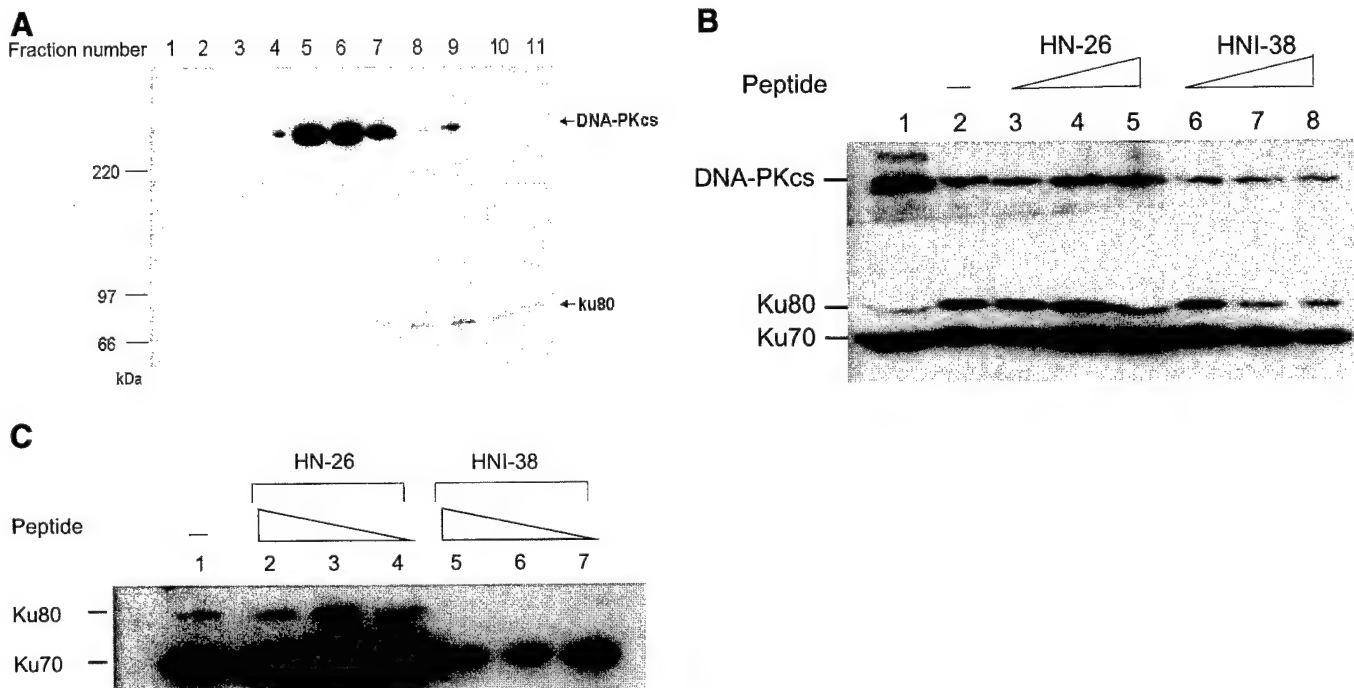 A
Fraction number 1 2 3 4 5 6 7 8 9 10 11
DNA-PKcs
220
97
ku80
66
kDa
B
HN-26 HNI-38
Peptide —
1 2 3 4 5 6 7 8
DNA-PKcs
Ku80
Ku70
C
HN-26 HNI-38
Peptide —
1 2 3 4 5 6 7
Ku80
Ku70